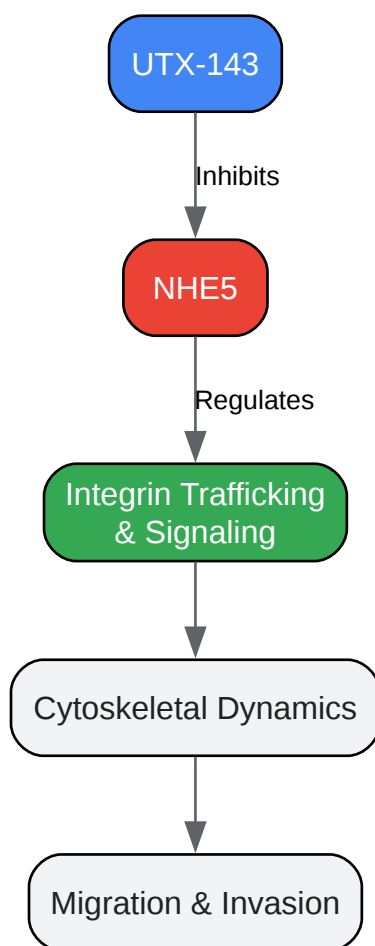 UTX-143
Inhibits
NHE5
Regulates
Integrin Trafficking
& Signaling
Cytoskeletal Dynamics
Migration & Invasion